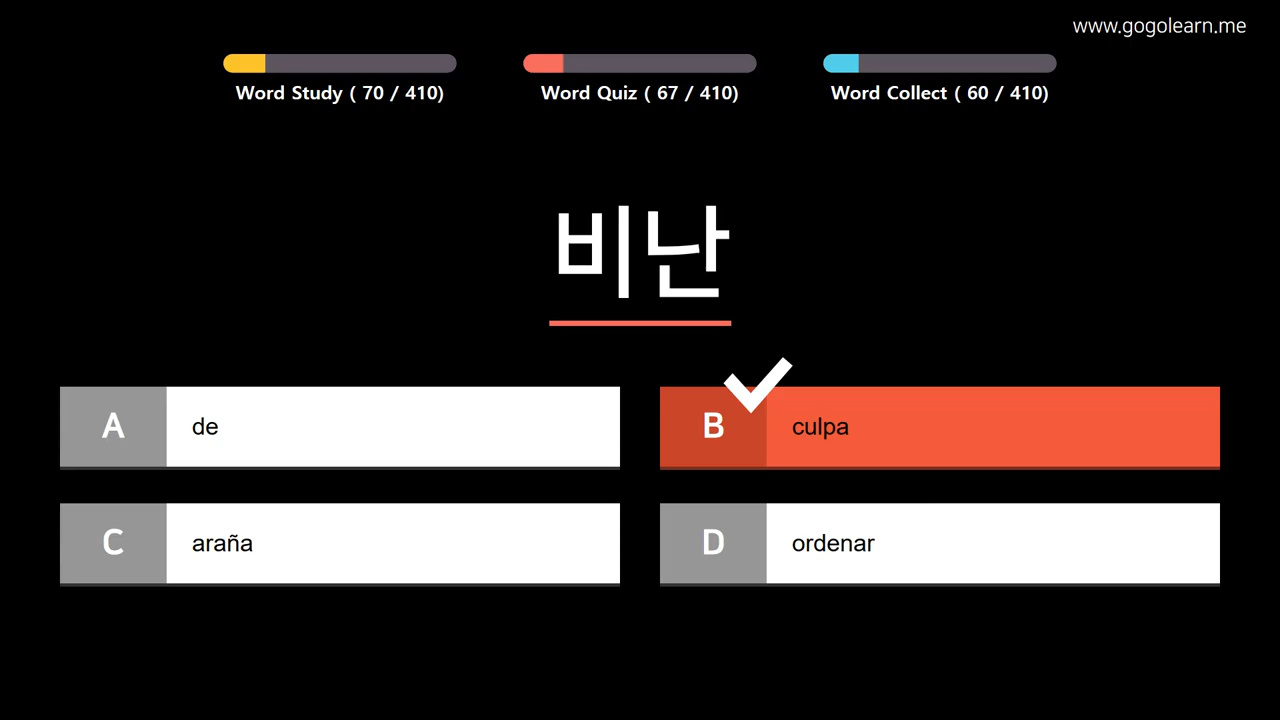 www.gogolearn.me
Word Study ( 70 / 410)
Word Quiz ( 67 / 410)
Word Collect ( 60 / 410)
비난
A de
B culpa
C araña
D ordenar